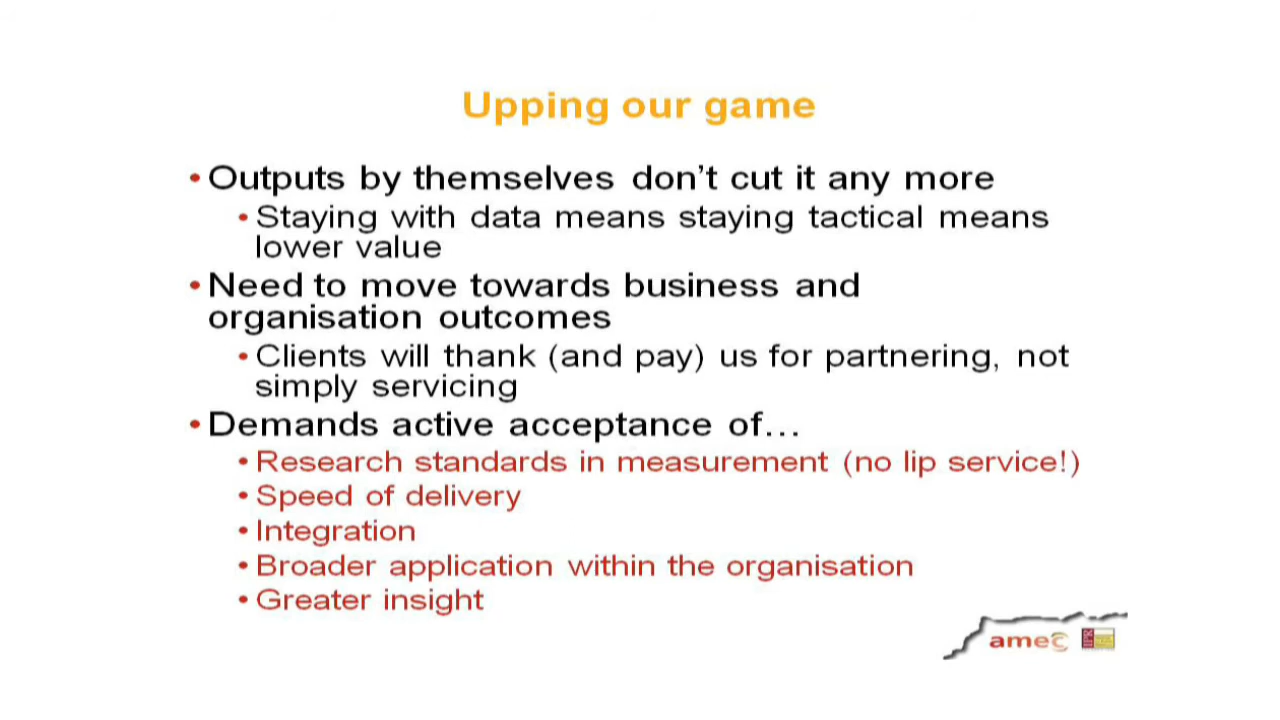 Upping our game
•Outputs by themselves don't cut it any more
•Staying with data means staying tactical means
lower value
•Need to move towards business and
organisation outcomes
•Clients will thank (and pay) us for partnering, not
simply servicing
•Demands active acceptance of…
•Research standards in measurement (no lip service!)
•Speed of delivery
•Integration
•Broader application within the organisation
•Greater insight
amec
IPR